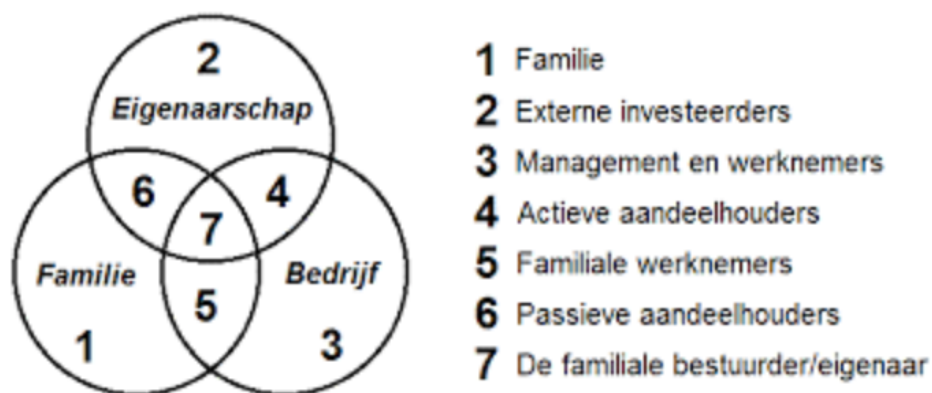 2
Eigenaarschap
6
4
7
Familie
Bedrijf
5
1
3
1 Familie
2 Externe investeerders
3 Management en werknemers
4 Actieve aandeelhouders
5 Familiale werknemers
6 Passieve aandeelhouders
7 De familiale bestuurder/eigenaar